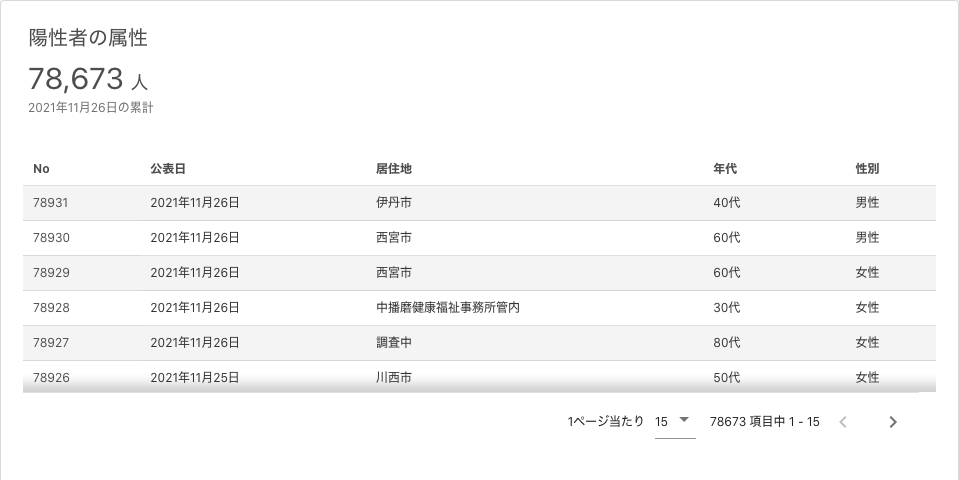 陽性者の属性
78,673 人
2021年11月26日の累計
No 公表日 居住地 年代 性別
78931 2021年11月26日 伊丹市 40代 男性
78930 2021年11月26日 西宮市 60代 男性
78929 2021年11月26日 西宮市 60代 女性
78928 2021年11月26日 中播磨健康福祉事務所管内 30代 女性
78927 2021年11月26日 調査中 80代 女性
78926 2021年11月25日 川西市 50代 女性
1ページ当たり 15 78673 項目中 1 - 15